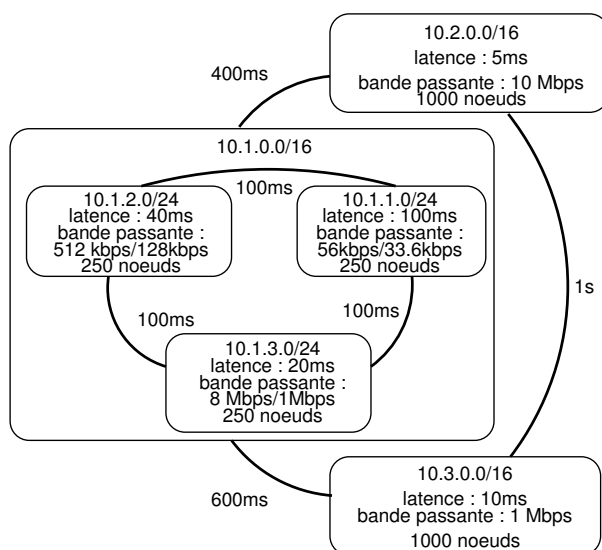 10.2.0.0/16
latence : 5ms
bande passante : 10 Mbps
1000 noeuds
400ms
10.1.0.0/16
100ms
10.1.2.0/24
latence : 40ms
bande passante :
512 kbps/128kbps
250 noeuds
10.1.1.0/24
latence : 100ms
bande passante :
56kbps/33.6kbps
250 noeuds
1s
100ms
100ms
10.1.3.0/24
latence : 20ms
bande passante :
8 Mbps/1Mbps
250 noeuds
600ms
10.3.0.0/16
latence : 10ms
bande passante : 1 Mbps
1000 noeuds